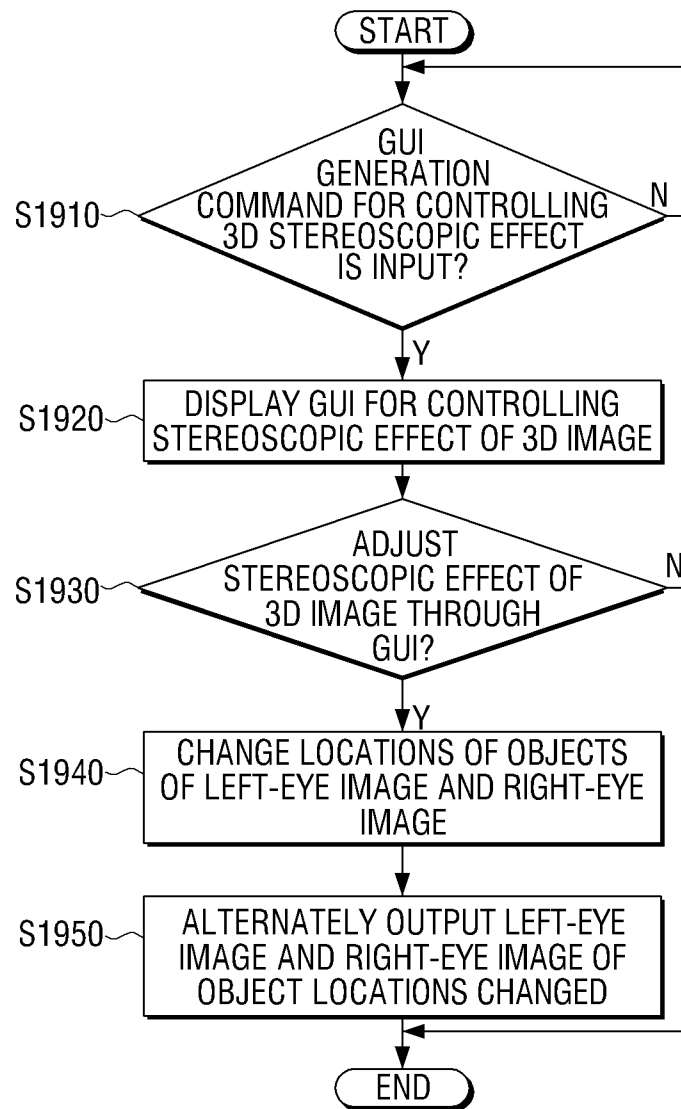 START
GUI
GENERATION
COMMAND FOR CONTROLLING
3D STEREOSCOPIC EFFECT
IS INPUT?
N
S1910
Y
DISPLAY GUI FOR CONTROLLING
STEREOSCOPIC EFFECT OF 3D IMAGE
S1920
ADJUST
STEREOSCOPIC EFFECT OF
3D IMAGE THROUGH
GUI?
N
S1930
Y
CHANGE LOCATIONS OF OBJECTS
OF LEFT-EYE IMAGE AND RIGHT-EYE
IMAGE
S1940
ALTERNATELY OUTPUT LEFT-EYE
IMAGE AND RIGHT-EYE IMAGE OF
OBJECT LOCATIONS CHANGED
S1950
END